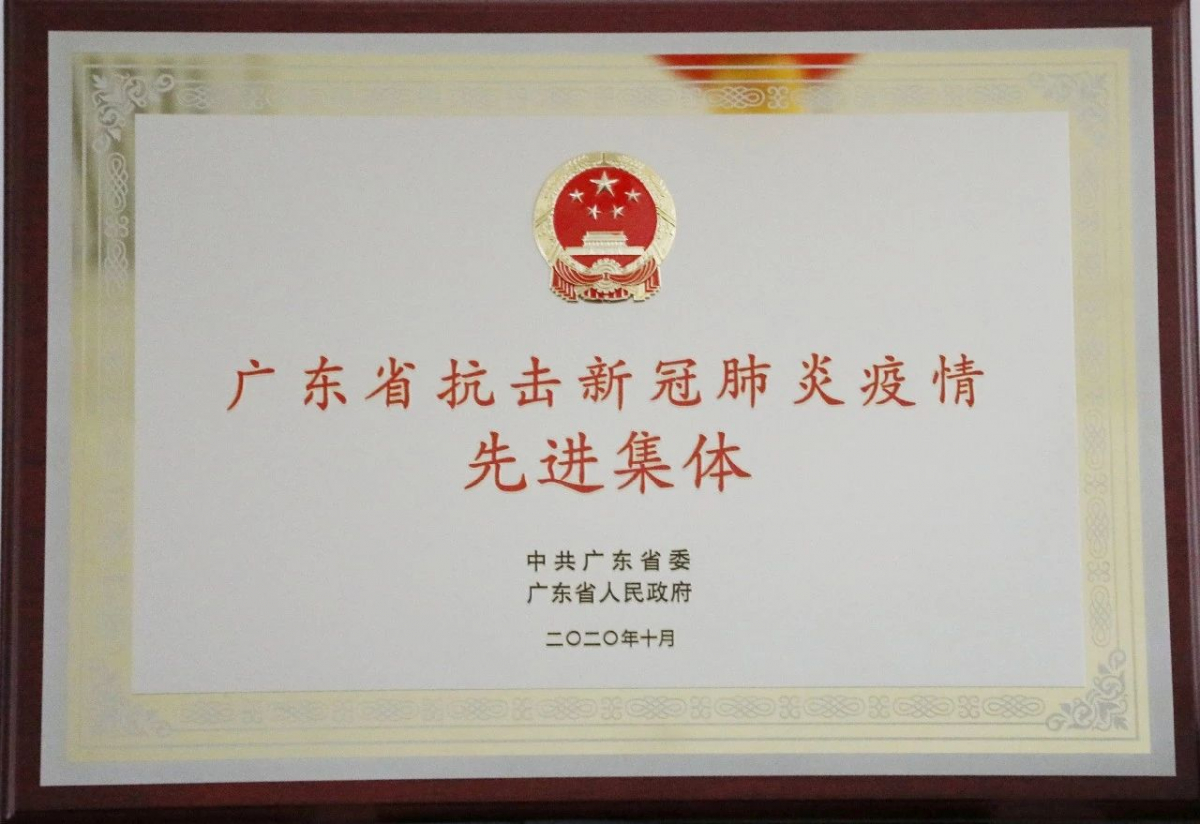 广东省抗击新冠肺炎疫情
先进集体
中共广东省委
广东省人民政府
二〇二〇年十月